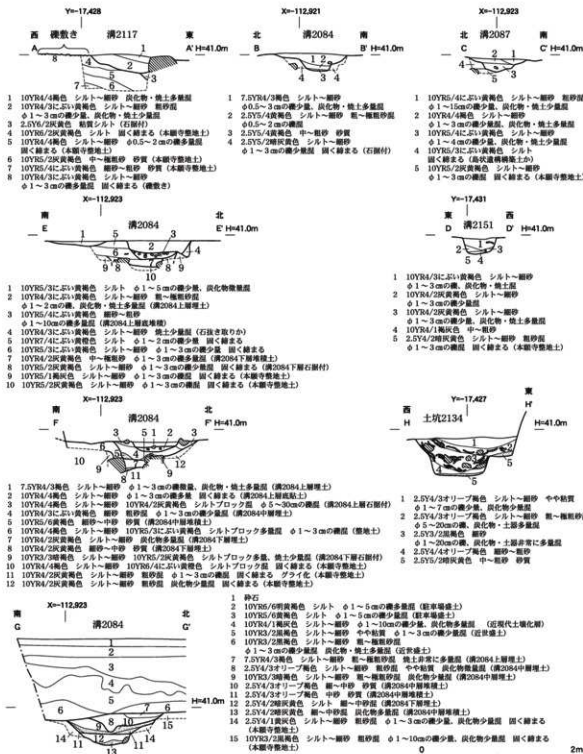 Y=-17,428
西 礫敷き 溝2117 東
A A' H=41.0m
1 10YR4/4褐色 シルト～細砂 炭化物・焼土多量混
2 10YR4/3にぶい黄褐色 シルト～細砂 粗砂混
φ1～3㎝の礫少量、炭化物・焼土少量混
3 2.5Y6/2灰黄色 粘質シルト（石掘付）
4 10YR6/2灰黄褐色 シルト 固く締まる（本願寺整地土）
5 10YR4/4褐色 シルト～細砂 φ0.5～2㎝の礫多量混
固く締まる（本願寺整地土）
6 10YR5/2灰黄褐色 中～極粗砂 砂質（本願寺整地土）
7 10YR5/4にぶい黄褐色 細砂～粗砂 砂質（本願寺整地土）
8 10YR4/3にぶい黄褐色 シルト～細砂
φ1～3㎝の礫多量混 固く締まる（礫敷き）
X=-112,921
北 溝2084 南
B B' H=41.0m
1 7.5YR4/3褐色 シルト～細砂
φ0.5～3㎝の礫少量、炭化物・焼土多量混
2 2.5Y5/4黄褐色 シルト～細砂 粗～極粗砂混
φ0.5～2㎝の礫混
3 2.5Y5/4黄褐色 中～粗砂 砂質
4 2.5Y5/2暗灰黄色 シルト～細砂
φ1～3㎝の礫少量混（石掘付）
X=-112,923
北 溝2087 南
C C' H=41.0m
1 10YR5/4にぶい黄褐色 シルト～細砂 粗砂混
φ1～15㎝の礫少量、炭化物・焼土少量混
2 10YR4/4褐色 シルト～細砂
φ1～3㎝の礫少量、炭化物・焼土少量混
3 10YR5/4にぶい黄褐色 シルト～細砂
φ1～4㎝の礫少量、炭化物・焼土少量混
4 10YR5/3にぶい黄褐色 シルト
固く締まる（島状遺構構築土か）
5 10YR5/2灰黄褐色 シルト～細砂
φ1～3㎝の礫混 固く締まる（本願寺整地土）
X=-112,923
南 溝2084 北
E E' H=41.0m
1 10YR5/3にぶい黄褐色 シルト φ1～5㎝の礫少量、炭化物微量混
2 10YR4/3にぶい黄褐色 シルト～細砂 粗～極粗砂混
φ1～2㎝の礫、炭化物・焼土多量混（溝2084上層埋土）
3 10YR5/4にぶい黄褐色 細砂～粗砂
φ1～10㎝の礫多量混（溝2084上層底堆積）
4 10YR4/3にぶい黄褐色 シルト～細砂 焼土少量混（石抜き取りか）
5 10YR7/4にぶい黄橙色 シルト φ1～2㎝の礫少量 固く締まる
6 10YR5/3にぶい黄褐色 シルト～細砂 φ1～3㎝の礫少量 固く締まる
7 10YR4/2灰黄褐色 中～極粗砂 φ1～3㎝の礫多量混（溝2084下層堆積土）
8 10YR5/2灰黄褐色 シルト～細砂 φ1～3㎝の礫少量混 固く締まる（溝2084下層石掘付）
9 10YR5/1褐灰色 シルト～細砂 φ1～3㎝の礫混 固く締まる（本願寺整地土）
10 10YR5/2灰黄褐色 シルト～細砂 φ1～3㎝の礫混 固く締まる（本願寺整地土）
Y=-17,431
東 溝2151 西
D D' H=41.0m
1 10YR4/3にぶい黄褐色 シルト～細砂
φ1～3㎝の礫、炭化物・焼土混
2 10YR4/2灰黄褐色 シルト～細砂
φ1～3㎝の礫少量、炭化物・焼土混
3 10YR4/2灰黄褐色 シルト～細砂
φ1～3㎝の礫少量、炭化物・焼土多量混
4 10YR4/1褐灰色 中～粗砂
5 2.5Y4/2暗灰黄色 シルト～細砂 粗砂混
φ1～3㎝の礫混 固く締まる（本願寺整地土）
X=-112,923
南 溝2084 北
F F' H=41.0m
1 7.5YR4/3褐色 シルト～細砂 φ1～3㎝の礫微量、炭化物・焼土多量混（溝2084上層埋土）
2 10YR4/4褐色 シルト～細砂 φ1～3㎝の礫多量 固く締まる（溝2084上層底貼土）
3 10YR4/4褐色 シルト～細砂 10YR4/2灰黄褐色 シルトブロック混 φ5～30㎝の礫混（溝2084上層石掘付）
4 10YR4/3にぶい黄褐色 細砂 粗砂混 φ1～3㎝の礫少量混（溝2084中層埋土）
5 10YR5/6黄褐色 細砂～中砂 砂質（溝2084中層堆積土）
6 10YR4/4褐色 シルト～細砂 10YR5/3にぶい黄褐色 シルトブロック多量混 φ1～3㎝の礫混（整地土）
7 10YR4/2灰黄褐色 シルト～細砂 炭化物多量混（溝2084下層埋土）
8 10YR4/2灰黄褐色 細砂～中砂 砂質（溝2084下層埋土）
9 10YR3/3暗褐色 シルト～細砂 10YR5/2灰黄褐色 シルトブロック多量、焼土少量混（溝2084下層石掘付）
10 10YR4/4褐色 シルト～細砂 10YR6/4にぶい黄橙色 シルトブロック混 固く締まる（本願寺整地土）
11 10YR4/2灰黄褐色 シルト～細砂 粗砂混 φ1～3㎝の礫混 固く締まる グライ化（本願寺整地土）
12 10YR4/2灰黄褐色 シルト～細砂 粗砂混 炭化物少量混 固く締まる（本願寺整地土）
Y=-17,427
西 土坑2134 東
H H' H=41.0m
1 2.5Y4/3オリーブ褐色 シルト～細砂 やや粘質
φ1～7㎝の礫、炭化物少量混
2 2.5Y4/3オリーブ褐色 シルト～細砂 粗～極粗砂混
φ5～20㎝の礫、炭化物・土器多量混
3 2.5Y3/2黒褐色 細砂
φ1～20㎝の礫、炭化物・土器非常に多量混
4 2.5Y4/4オリーブ褐色 細砂～粗砂
5 2.5Y5/2暗灰黄色 中～粗砂 砂質
X=-112,923
南 溝2084 北
G G'
H=41.0m
1 砕石
2 10YR6/6明黄褐色 シルト φ1～5㎝の礫多量混（駐車場盛土）
3 10YR5/6黄褐色 シルト φ1～5㎝の礫少量混（駐車場盛土）
4 10YR4/1褐灰色 シルト～細砂 φ1～10㎝の礫少量、炭化物多量混 （近現代土壌化層）
5 10YR3/2黒褐色 シルト～細砂 やや粘質 φ1～3㎝の礫少量混（近世盛土）
6 10YR3/2黒褐色 シルト～細砂
φ1～3㎝の礫少量、炭化物・焼土少量混（近世盛土）
7 7.5YR4/3褐色 シルト～細砂 粗～極粗砂混 焼土非常に多量混（溝2084上層埋土）
8 2.5Y4/3オリーブ褐色 シルト～細砂 粗砂混 やや粘質 炭化物微量混（溝2084中層埋土）
9 10YR3/3暗褐色 シルト～細砂 粗～極粗砂混 炭化物少量混（溝2084中層埋土）
10 2.5Y4/3オリーブ褐色 細～中砂 砂質（溝2084中層堆積土）
11 2.5Y4/3オリーブ褐色 中砂 砂質（溝2084中層堆積土）
12 2.5Y4/2暗灰黄色 シルト 細～中砂混（溝2084下層埋土）
13 2.5Y4/2暗灰黄色 細～中砂 炭化物多量混（溝2084下層堆積土）
14 2.5Y4/1黄灰色 シルト～細砂 粗砂混 φ1～3㎝の礫少量、炭化物少量混 固く締まる
（本願寺整地土）
15 10YR3/2黒褐色 シルト～細砂 粗砂混 φ1～10㎝の礫少量、炭化物少量混 固く締まる
（本願寺整地土）
0 2m